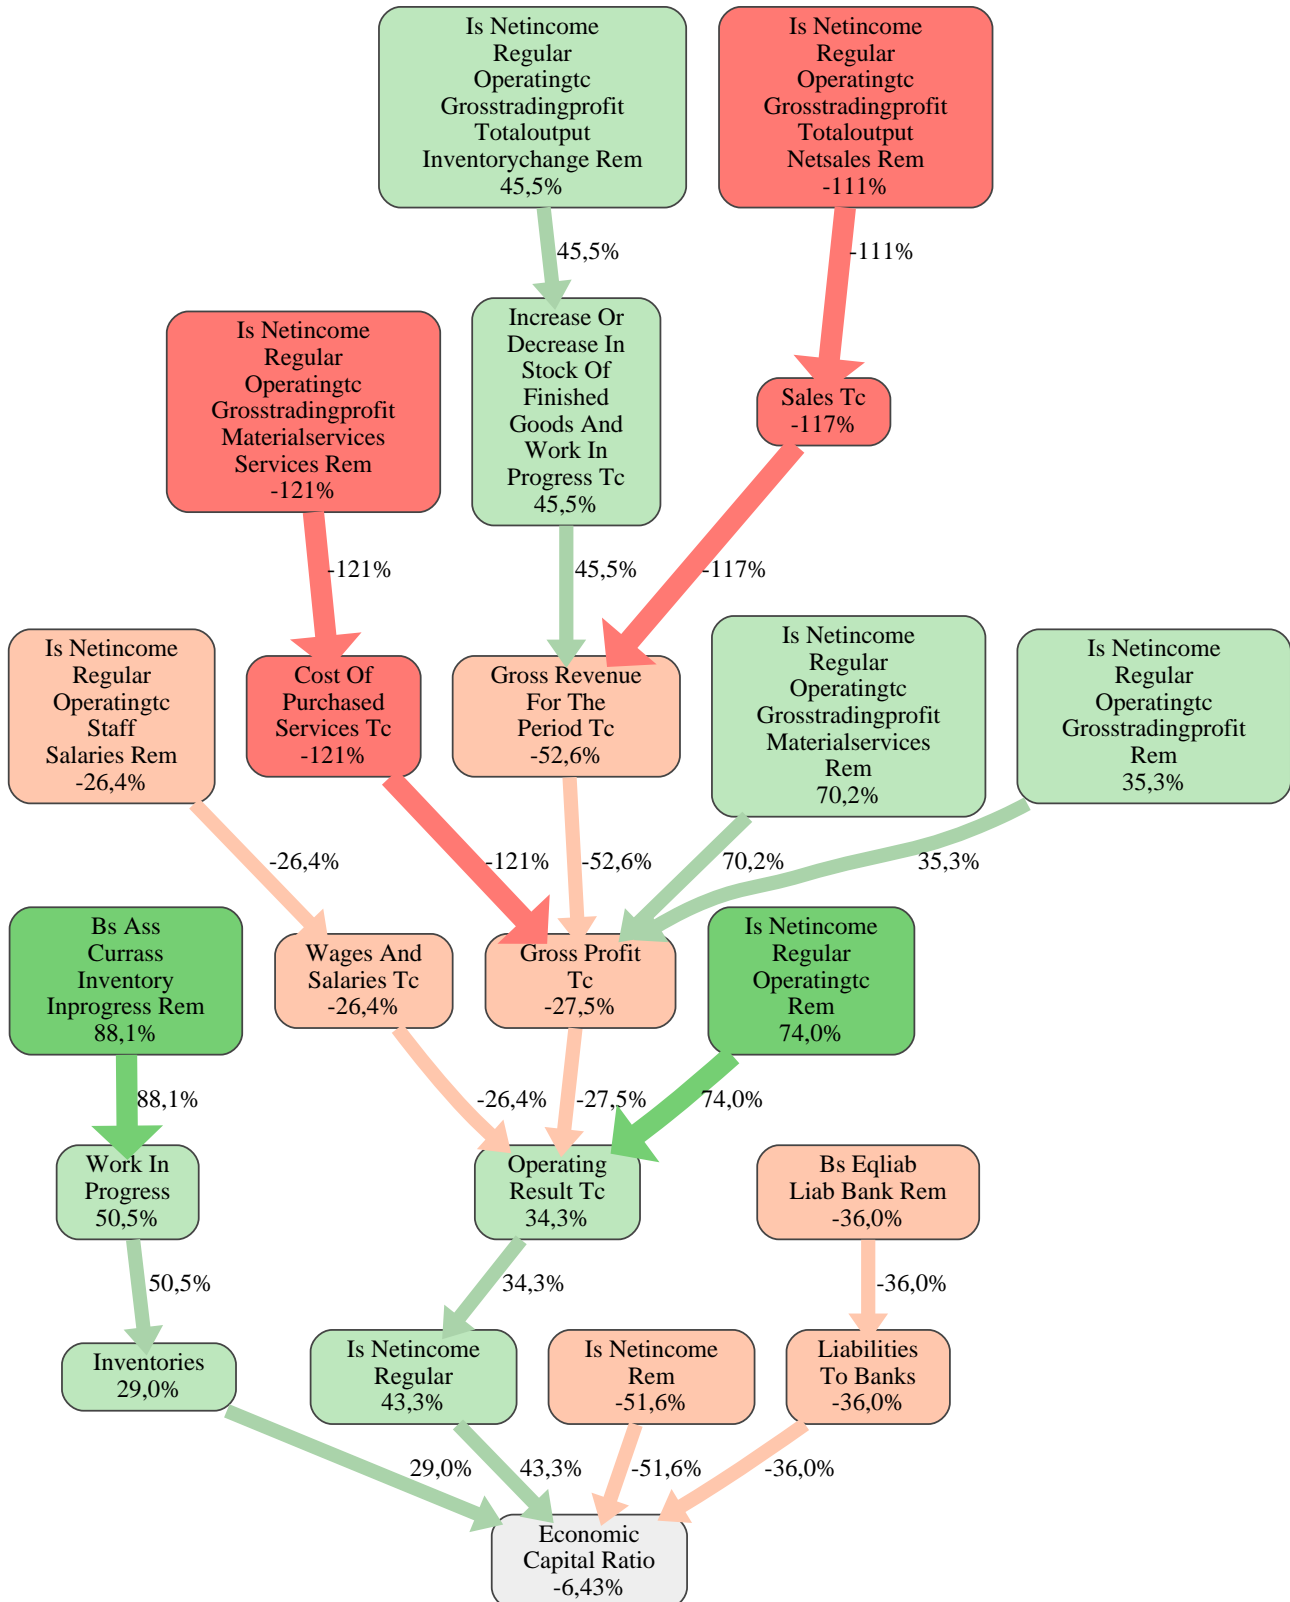 Is Netincome
Regular
Operatingtc
Grosstradingprofit
Totaloutput
Inventorychange Rem
45,5%
Is Netincome
Regular
Operatingtc
Grosstradingprofit
Totaloutput
Netsales Rem
-111%
45,5%
-111%
Is Netincome
Regular
Operatingtc
Grosstradingprofit
Materialservices
Services Rem
-121%
Increase Or
Decrease In
Stock Of
Finished
Goods And
Work In
Progress Tc
45,5%
Sales Tc
-117%
-121%
45,5%
-117%
Is Netincome
Regular
Operatingtc
Staff
Salaries Rem
-26,4%
Cost Of
Purchased
Services Tc
-121%
Gross Revenue
For The
Period Tc
-52,6%
Is Netincome
Regular
Operatingtc
Grosstradingprofit
Materialservices
Rem
70,2%
Is Netincome
Regular
Operatingtc
Grosstradingprofit
Rem
35,3%
-26,4%
-121%
-52,6%
70,2%
35,3%
Bs Ass
Currass
Inventory
Inprogress Rem
88,1%
Wages And
Salaries Tc
-26,4%
Gross Profit
Tc
-27,5%
Is Netincome
Regular
Operatingtc
Rem
74,0%
88,1%
-26,4%
-27,5%
74,0%
Work In
Progress
50,5%
Operating
Result Tc
34,3%
Bs Eqliab
Liab Bank Rem
-36,0%
50,5%
34,3%
-36,0%
Inventories
29,0%
Is Netincome
Regular
43,3%
Is Netincome
Rem
-51,6%
Liabilities
To Banks
-36,0%
29,0%
43,3%
-51,6%
-36,0%
Economic
Capital Ratio
-6,43%